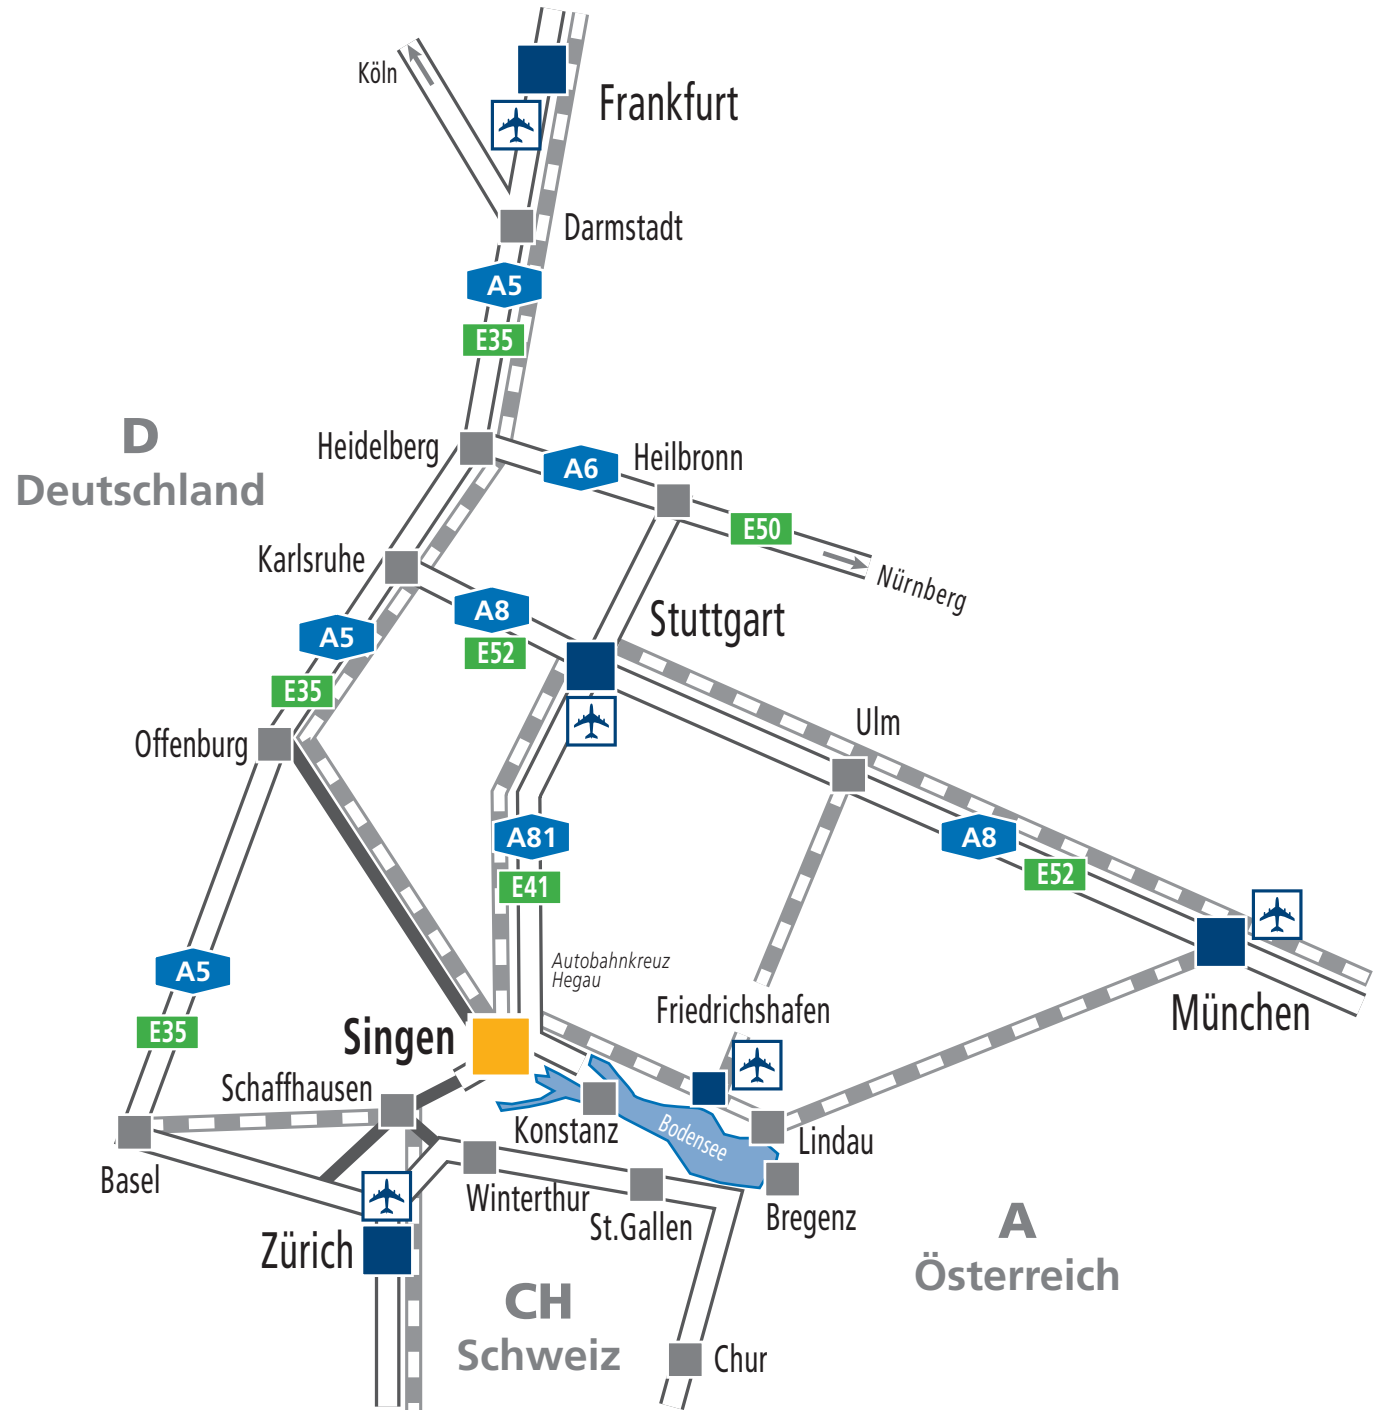 Köln
Frankfurt
Darmstadt
A5
E35
D
Deutschland
Heidelberg
A6
Heilbronn
E50
Nürnberg
Karlsruhe
A8
E52
Stuttgart
A5
E35
Offenburg
Ulm
A81
E41
A8
E52
A5
E35
Autobahnkreuz
Hegau
Friedrichshafen
München
Singen
Schaffhausen
Konstanz
Bodensee
Lindau
Basel
Winterthur
St.Gallen
Bregenz
Zürich
A
Österreich
CH
Schweiz
Chur